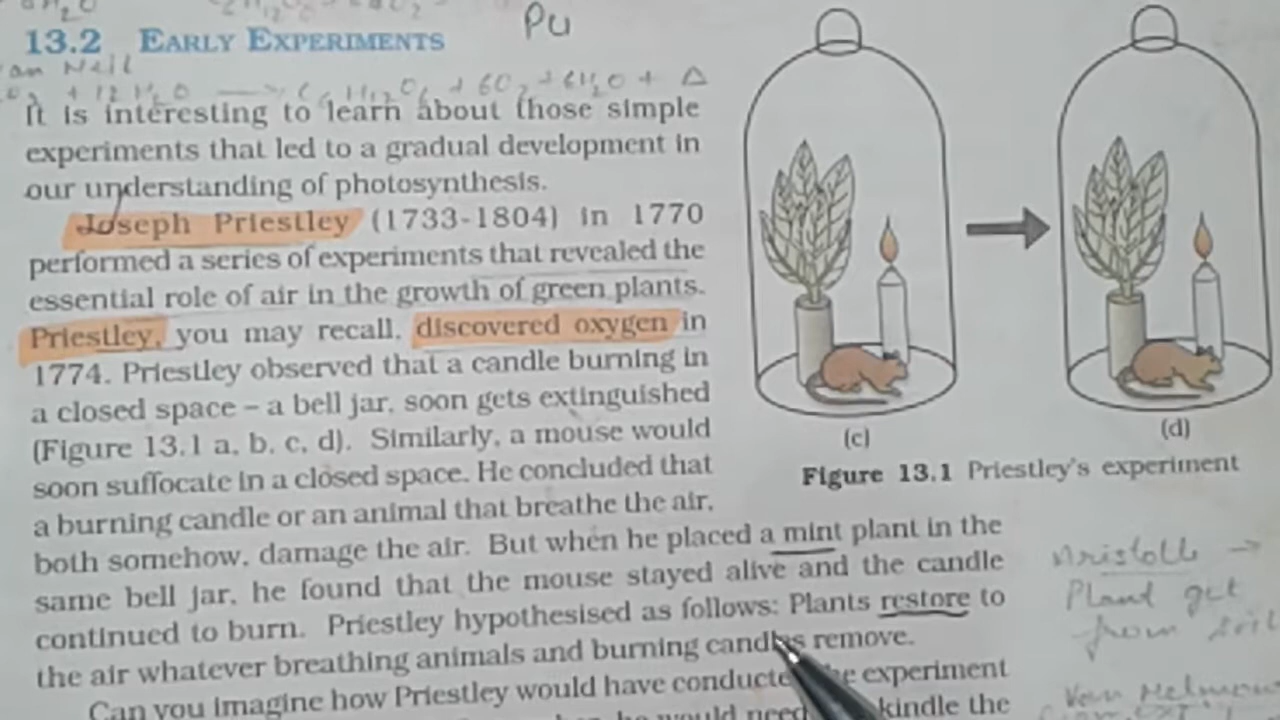 13.2 EARLY EXPERIMENTS
Pu
It is interesting to learn about those simple
experiments that led to a gradual development in
our understanding of photosynthesis.
Joseph Priestley (1733-1804) in 1770
performed a series of experiments that revealed the
essential role of air in the growth of green plants.
Priestley, you may recall, discovered oxygen in
1774. Priestley observed that a candle burning in
a closed space – a bell jar, soon gets extinguished
(Figure 13.1 a, b, c, d). Similarly, a mouse would
soon suffocate in a closed space. He concluded that
a burning candle or an animal that breathe the air,
both somehow, damage the air. But when he placed a mint plant in the
same bell jar, he found that the mouse stayed alive and the candle
continued to burn. Priestley hypothesised as follows: Plants restore to
the air whatever breathing animals and burning candles remove.
Can you imagine how Priestley would have conducted the experiment
he would need kindle the
(c)
(d)
Figure 13.1 Priestley's experiment
Aristotle →
Plant get
from soil